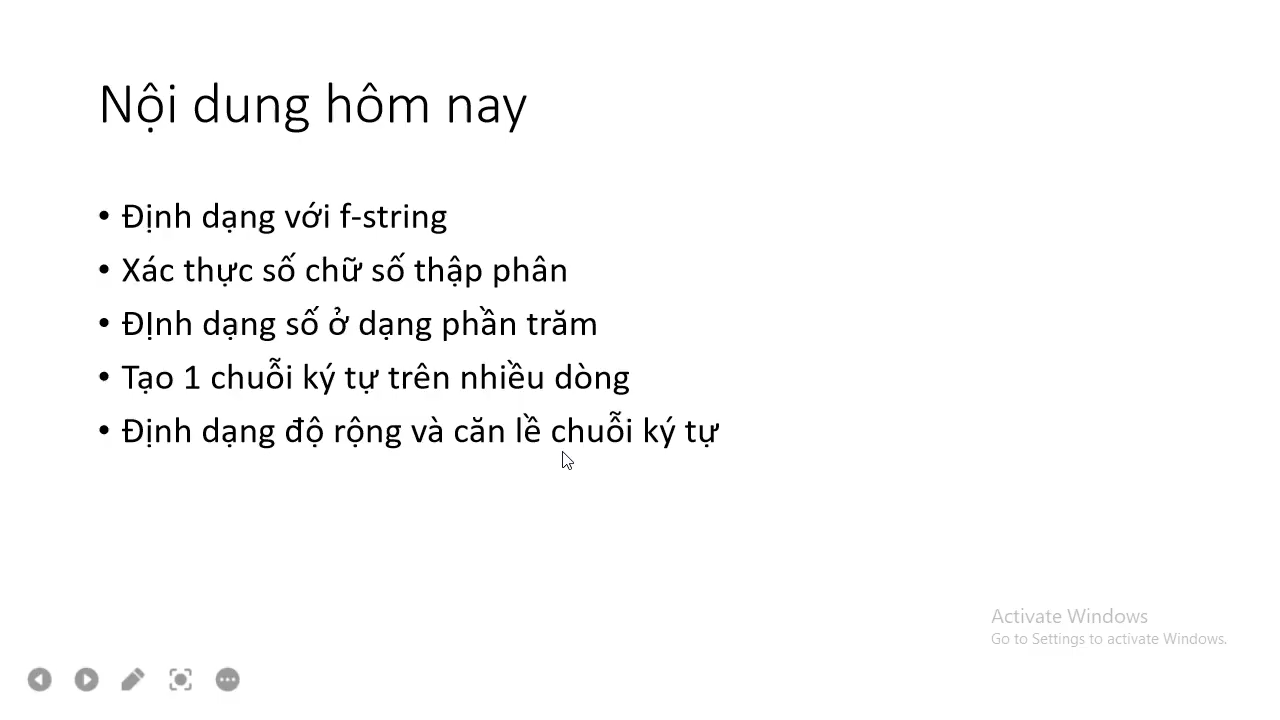 Nội dung hôm nay
• Định dạng với f-string
• Xác thực số chữ số thập phân
• ĐỊnh dạng số ở dạng phần trăm
• Tạo 1 chuỗi ký tự trên nhiều dòng
• Định dạng độ rộng và căn lề chuỗi ký tự
Activate Windows
Go to Settings to activate Windows.